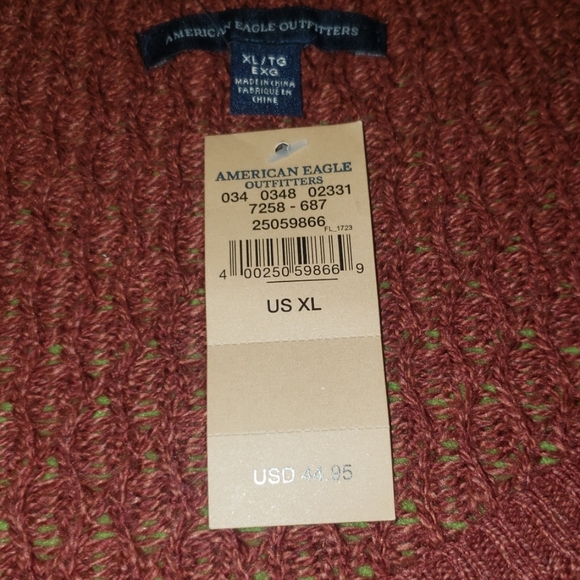 AMERICAN EAGLE OUTFITTERS
XL/TG
EXG
MADE IN CHINA
FABRIQUÉ EN
CHINE
AMERICAN EAGLE
OUTFITTERS
034 0348 02331
7258 - 687
25059866
FL_1723
4 00250 59866 9
US XL
USD 44.95